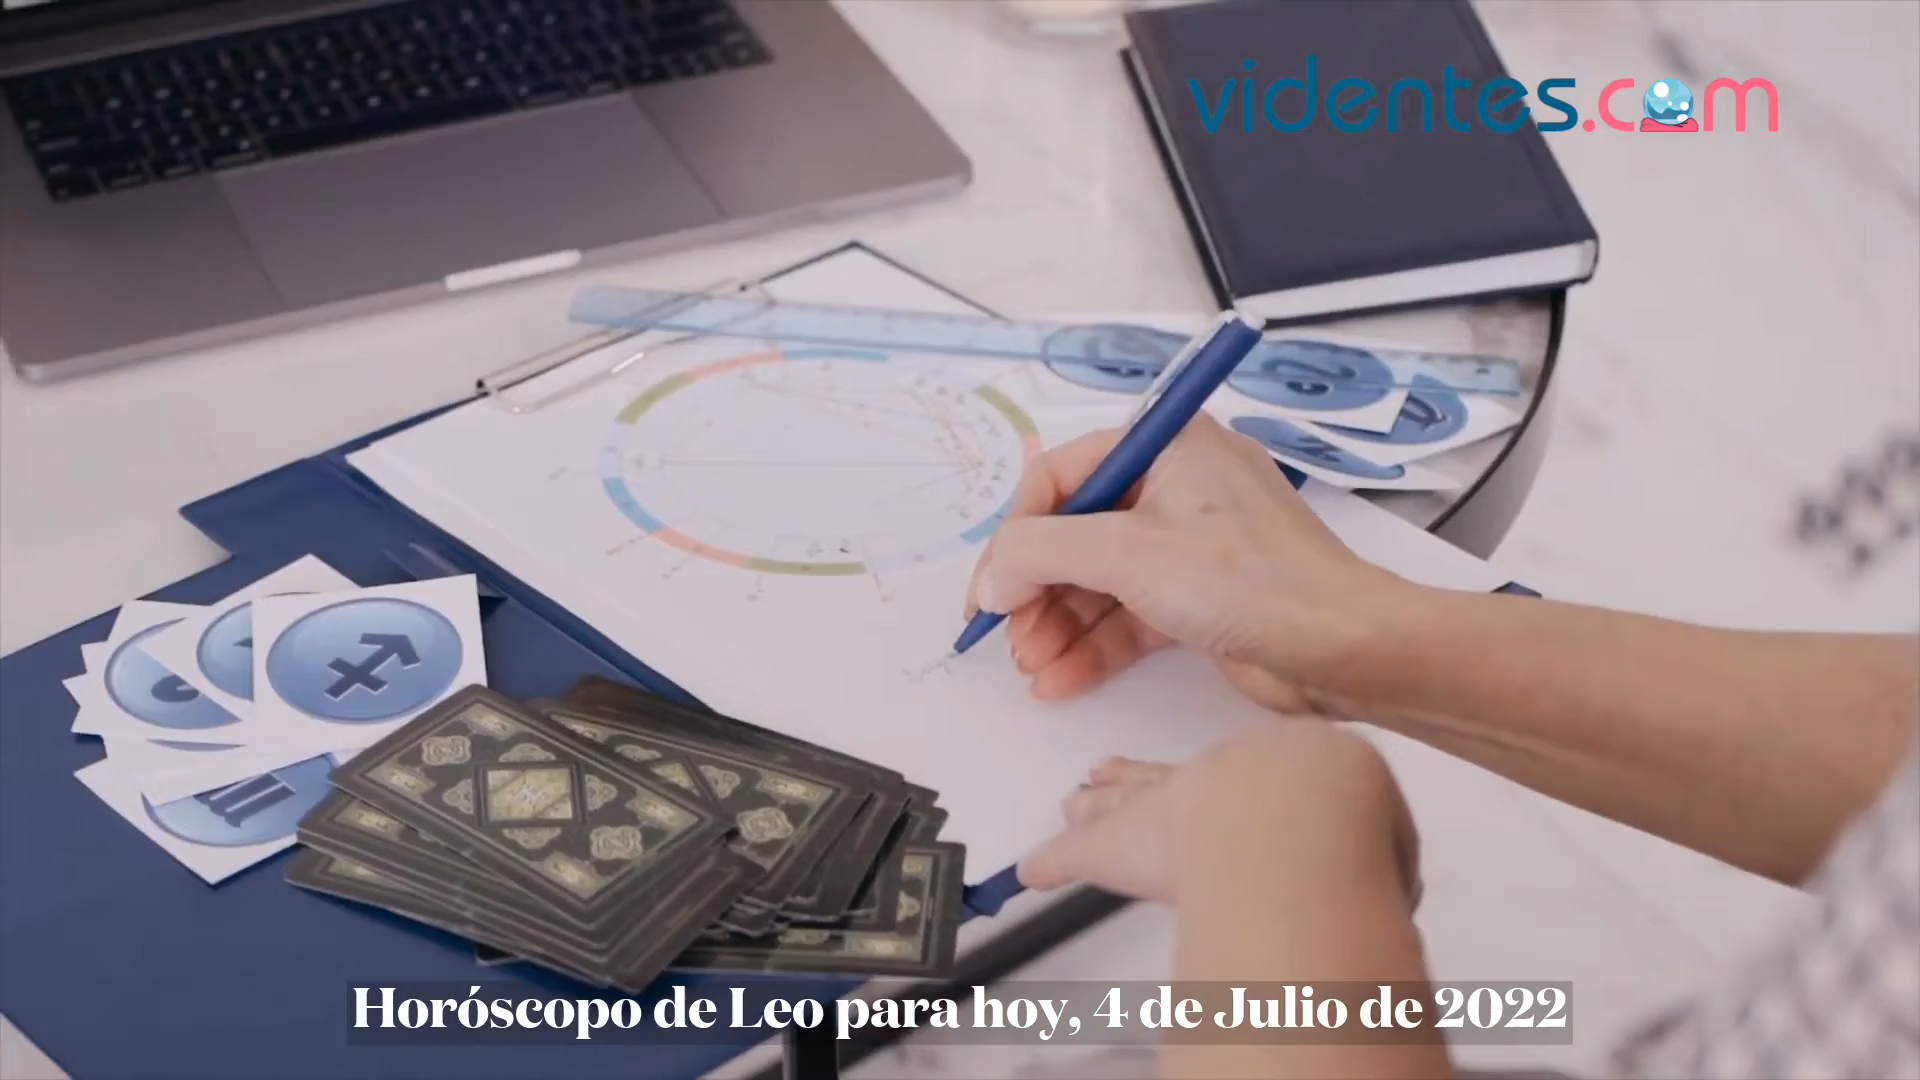 videntes.com
Horóscopo de Leo para hoy, 4 de Julio de 2022